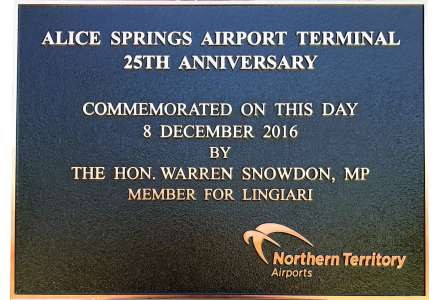 ALICE SPRINGS AIRPORT TERMINAL
25TH ANNIVERSARY
COMMEMORATED ON THIS DAY
8 DECEMBER 2016
BY
THE HON. WARREN SNOWDON, MP
MEMBER FOR LINGIARI
Northern Territory
Airports